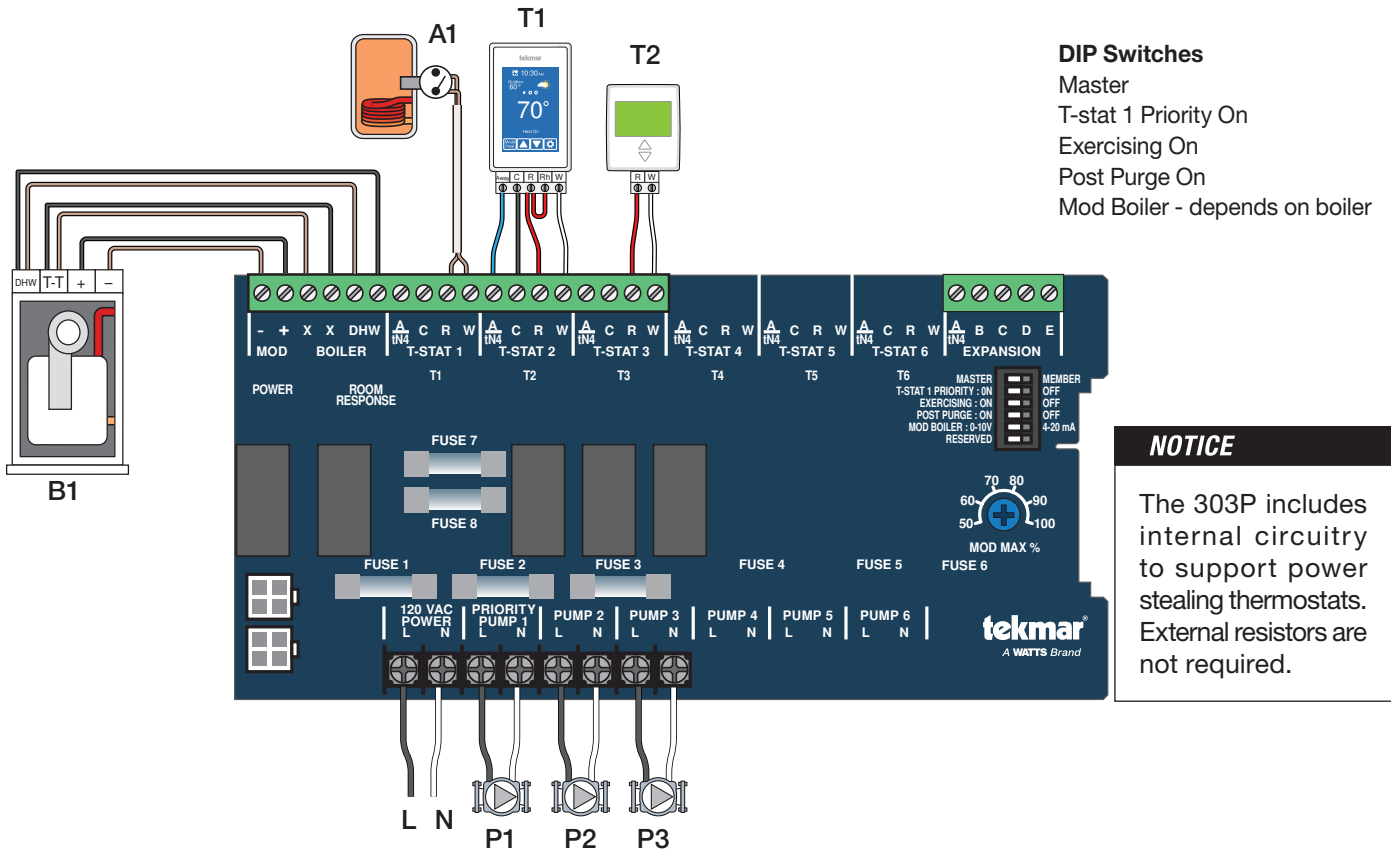 A1
T1
T2
tekmar
10:30 AM
Outdoor
60°
70°
Heat On
Away C R Rh W
R W
DIP Switches
Master
T-stat 1 Priority On
Exercising On
Post Purge On
Mod Boiler - depends on boiler
DHW T-T + −
B1
- + X X DHW A/tN4 C R W A/tN4 C R W A/tN4 C R W A/tN4 C R W A/tN4 C R W A/tN4 C R W A/tN4 B C D E
MOD BOILER T-STAT 1 T-STAT 2 T-STAT 3 T-STAT 4 T-STAT 5 T-STAT 6 EXPANSION
T1 T2 T3 T4 T5 T6
POWER
ROOM
RESPONSE
MASTER MEMBER
T-STAT 1 PRIORITY : ON OFF
EXERCISING : ON OFF
POST PURGE : ON OFF
MOD BOILER : 0-10V 4-20 mA
RESERVED
FUSE 7
FUSE 8
50 60 70 80 90 100
MOD MAX %
FUSE 1 FUSE 2 FUSE 3 FUSE 4 FUSE 5 FUSE 6
120 VAC
POWER
L N
PRIORITY
PUMP 1
L N
PUMP 2
L N
PUMP 3
L N
PUMP 4
L N
PUMP 5
L N
PUMP 6
L N
tekmar®
A WATTS Brand
NOTICE
The 303P includes
internal circuitry
to support power
stealing thermostats.
External resistors are
not required.
L N
P1 P2 P3